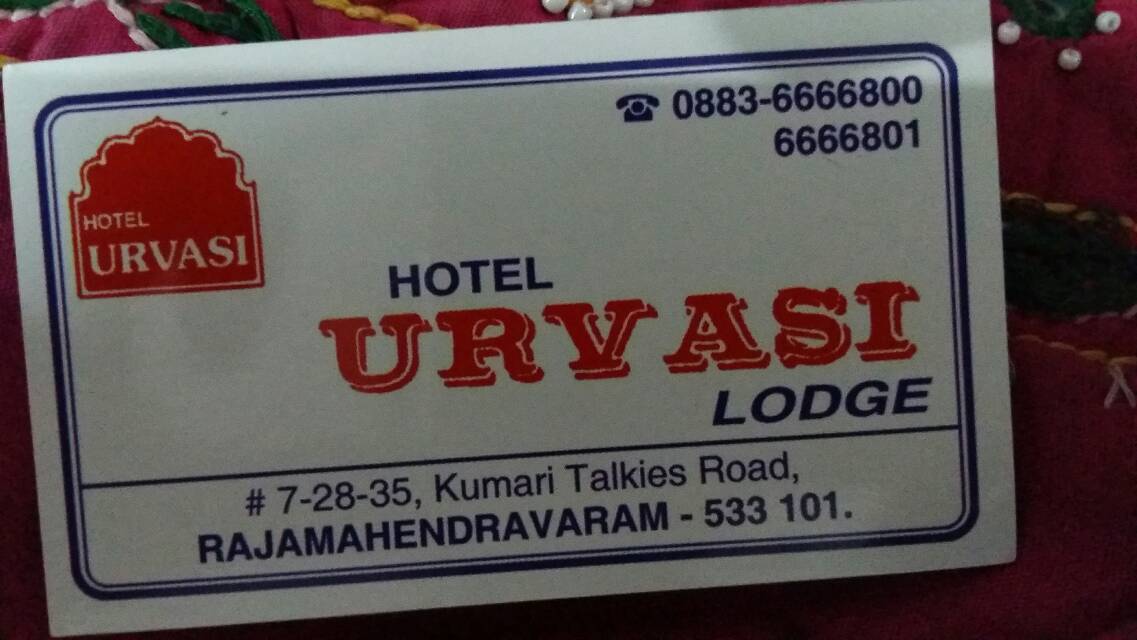 ☎ 0883-6666800
6666801
HOTEL
URVASI
HOTEL
URVASI
LODGE
# 7-28-35, Kumari Talkies Road,
RAJAMAHENDRAVARAM - 533 101.